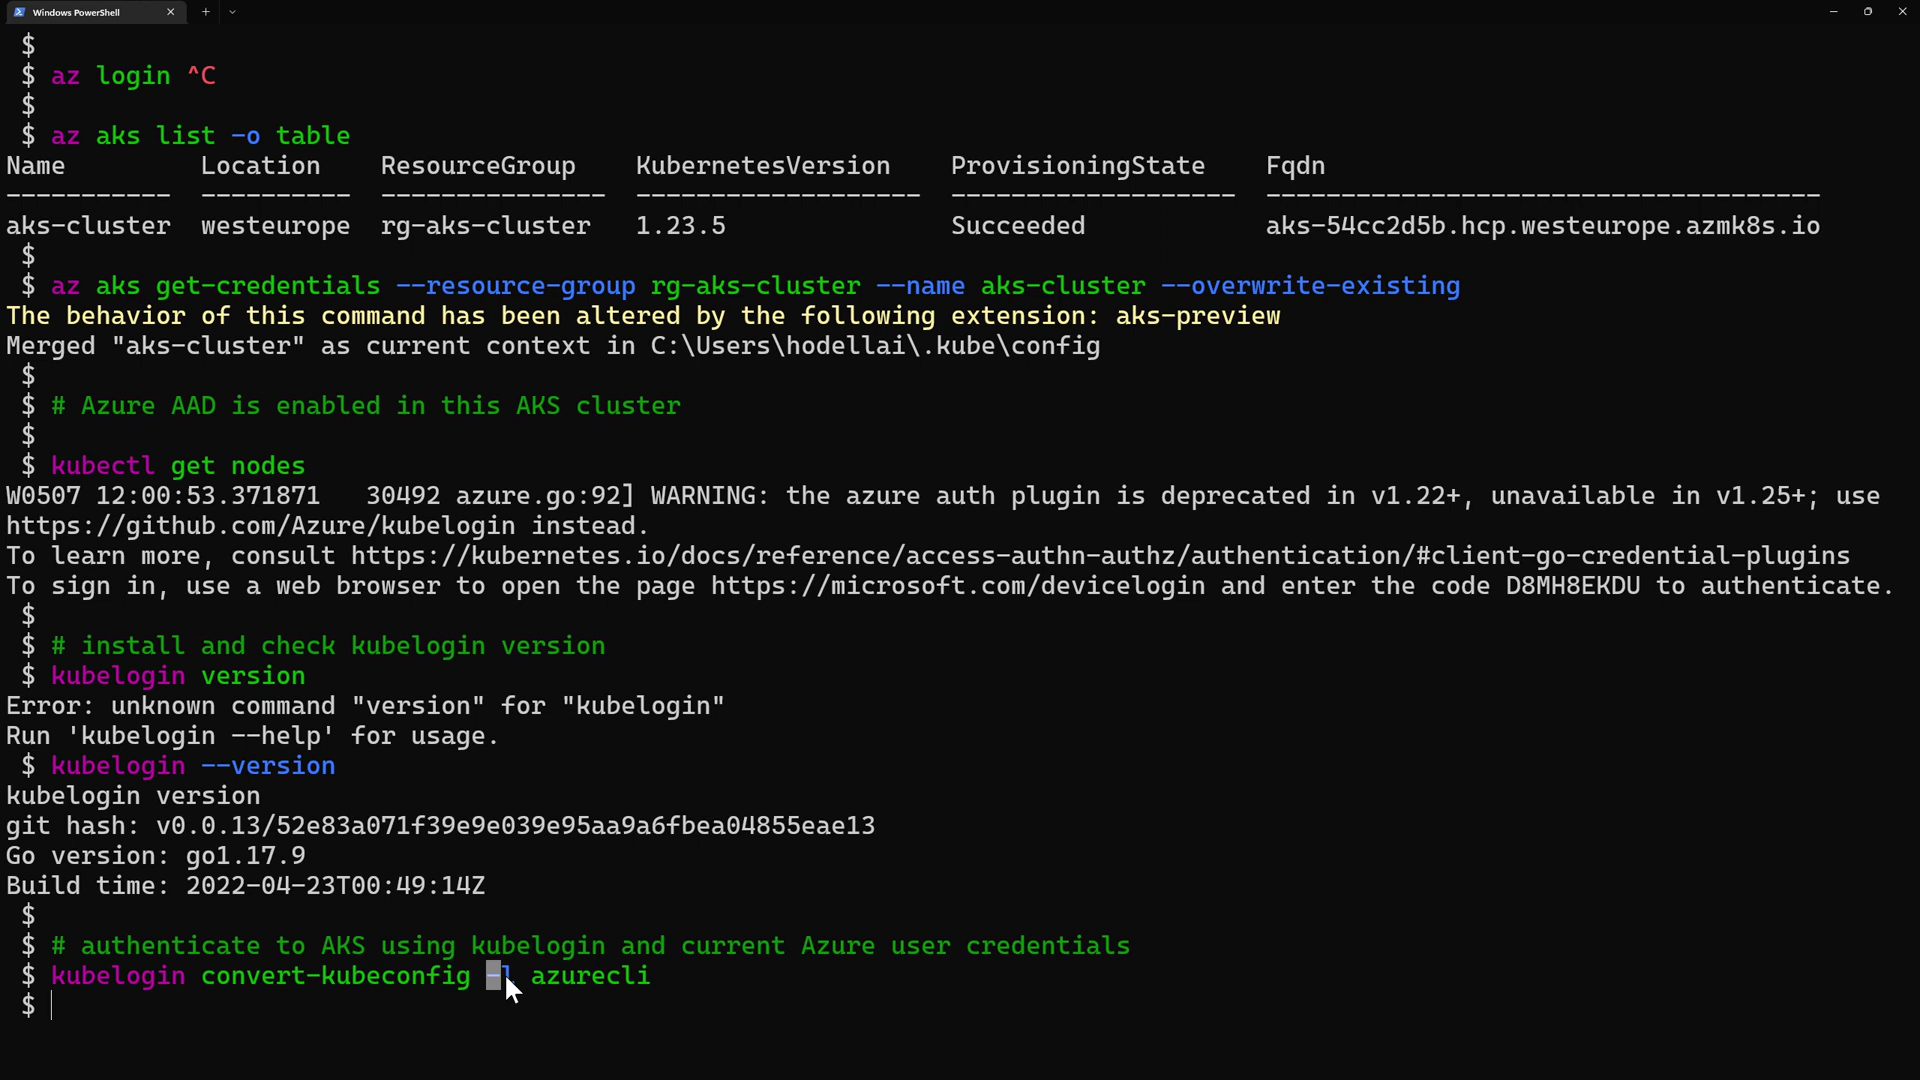 Windows PowerShell
$
$ az login ^C
$
$ az aks list -o table
Name Location ResourceGroup KubernetesVersion ProvisioningState Fqdn
----------- ---------- --------------- ------------------- ------------------- -------------------------------------
aks-cluster westeurope rg-aks-cluster 1.23.5 Succeeded aks-54cc2d5b.hcp.westeurope.azmk8s.io
$
$ az aks get-credentials --resource-group rg-aks-cluster --name aks-cluster --overwrite-existing
The behavior of this command has been altered by the following extension: aks-preview
Merged "aks-cluster" as current context in C:\Users\hodellai\.kube\config
$
$ # Azure AAD is enabled in this AKS cluster
$
$ kubectl get nodes
W0507 12:00:53.371871 30492 azure.go:92] WARNING: the azure auth plugin is deprecated in v1.22+, unavailable in v1.25+; use
https://github.com/Azure/kubelogin instead.
To learn more, consult https://kubernetes.io/docs/reference/access-authn-authz/authentication/#client-go-credential-plugins
To sign in, use a web browser to open the page https://microsoft.com/devicelogin and enter the code D8MH8EKDU to authenticate.
$
$ # install and check kubelogin version
$ kubelogin version
Error: unknown command "version" for "kubelogin"
Run 'kubelogin --help' for usage.
$ kubelogin --version
kubelogin version
git hash: v0.0.13/52e83a071f39e9e039e95aa9a6fbea04855eae13
Go version: go1.17.9
Build time: 2022-04-23T00:49:14Z
$
$ # authenticate to AKS using kubelogin and current Azure user credentials
$ kubelogin convert-kubeconfig -l azurecli
$